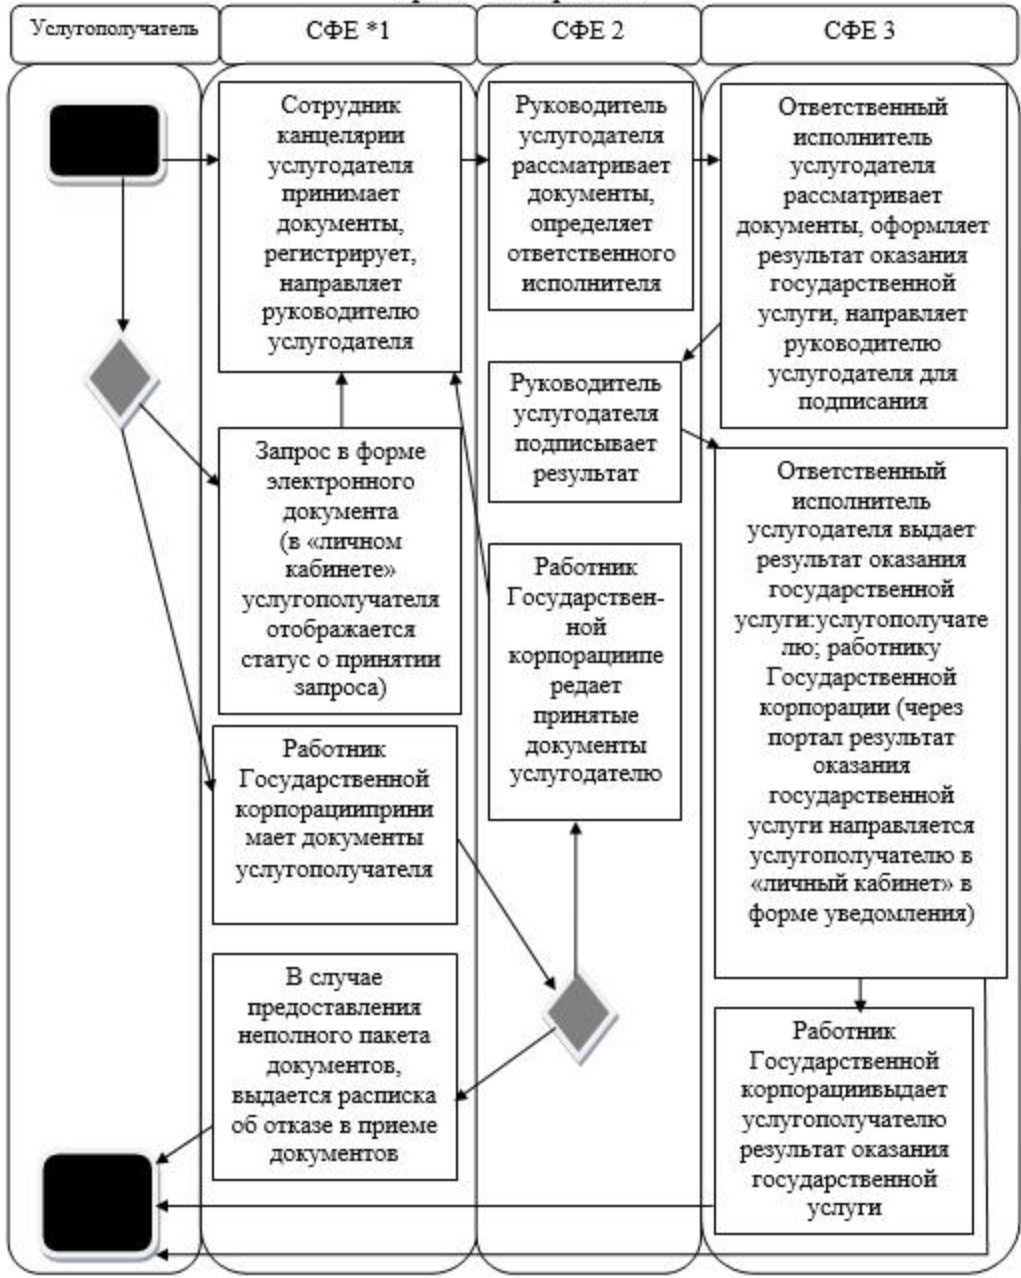 Услугополучатель
СФЕ *1
СФЕ 2
СФЕ 3
Сотрудник
канцелярии
услугодателя
принимает
документы,
регистрирует,
направляет
руководителю
услугодателя
Запрос в форме
электронного
документа
(в «личном
кабинете»
услугополучателя
отображается
статус о принятии
запроса)
Работник
Государственной
корпорациипринн
мает документы
услугополучателя
В случае
предоставления
неполного пакета
документов,
выдается расписка
об отказе в приеме
документов
Руководитель
услугодателя
рассматривает
документы,
определяет
ответственного
исполнителя
Руководитель
услугодателя
подписывает
результат
Работник
Государствен-
ной
корпорациипе
редает
принятые
документы
услугодателю
Ответственный
исполнитель
услугодателя
рассматривает
документы, оформляет
результат оказания
государственной
услуги, направляет
руководителю
услугодателя для
подписания
Ответственный
исполнитель
услугодателя выдает
результат оказания
государственной
услуги:услугополучате
лю; работнику
Государственной
корпорации (через
портал результат
оказания
государственной
услуги направляется
услугополучателю в
«личный кабинет» в
форме уведомления)
Работник
Государственной
корпорациивыдает
услугополучателю
результат оказания
государственной
услуги